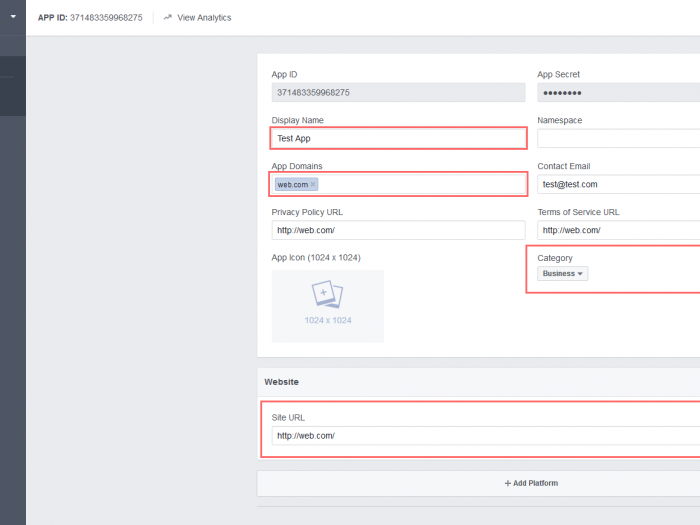 APP ID: 371483359968275 View Analytics
App ID App Secret
371483359968275 ●●●●●●●●
Display Name Namespace
Test App
App Domains Contact Email
web.com × test@test.com
Privacy Policy URL Terms of Service URL
http://web.com/ http://web.com/
App Icon (1024 x 1024) Category
Business
1024 x 1024
Website
Site URL
http://web.com/
+ Add Platform